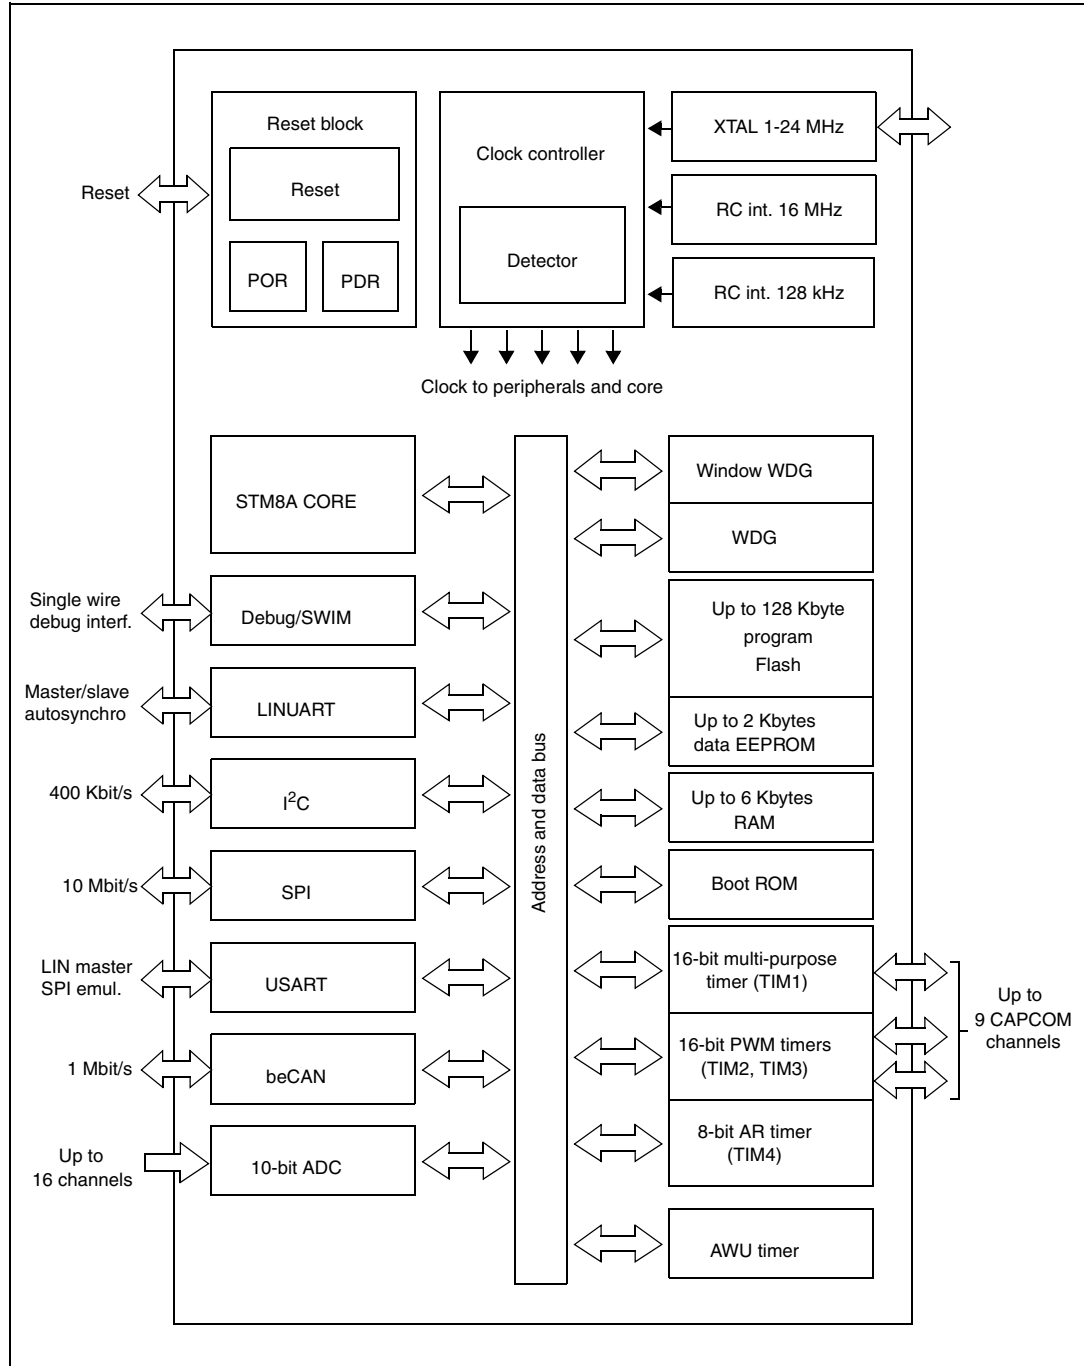 Reset block
Reset
POR
PDR
Reset
Clock controller
Detector
XTAL 1-24 MHz
RC int. 16 MHz
RC int. 128 kHz
Clock to peripherals and core
STM8A CORE
Single wire
debug interf.
Debug/SWIM
Master/slave
autosynchro
LINUART
400 Kbit/s
I²C
10 Mbit/s
SPI
LIN master
SPI emul.
USART
1 Mbit/s
beCAN
Up to
16 channels
10-bit ADC
Address and data bus
Window WDG
WDG
Up to 128 Kbyte
program
Flash
Up to 2 Kbytes
data EEPROM
Up to 6 Kbytes
RAM
Boot ROM
16-bit multi-purpose
timer (TIM1)
16-bit PWM timers
(TIM2, TIM3)
8-bit AR timer
(TIM4)
AWU timer
Up to
9 CAPCOM
channels